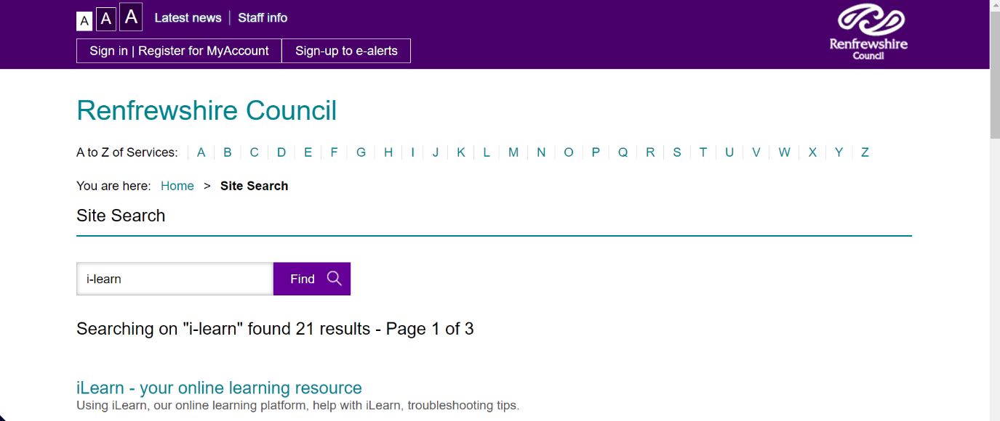 A A A Latest news Staff info
Sign in | Register for MyAccount Sign-up to e-alerts
Renfrewshire
Council
Renfrewshire Council
A to Z of Services: A B C D E F G H I J K L M N O P Q R S T U V W X Y Z
You are here: Home > Site Search
Site Search
i-learn Find
Searching on "i-learn" found 21 results - Page 1 of 3
iLearn - your online learning resource
Using iLearn, our online learning platform, help with iLearn, troubleshooting tips.